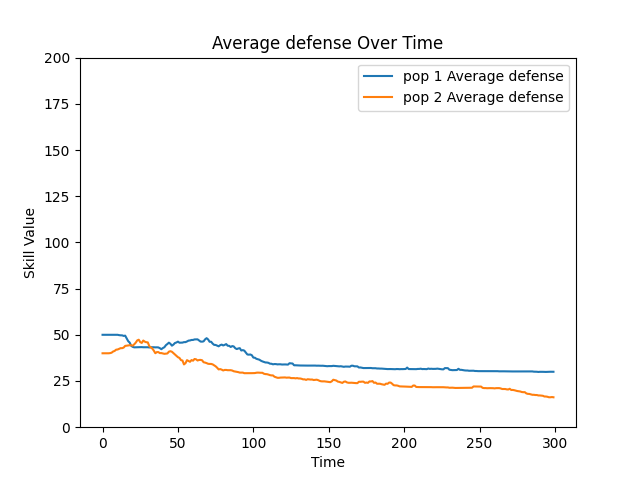 Average defense Over Time
pop 1 Average defense
pop 2 Average defense
Skill Value
200
175
150
125
100
75
50
25
0
0 50 100 150 200 250 300
Time